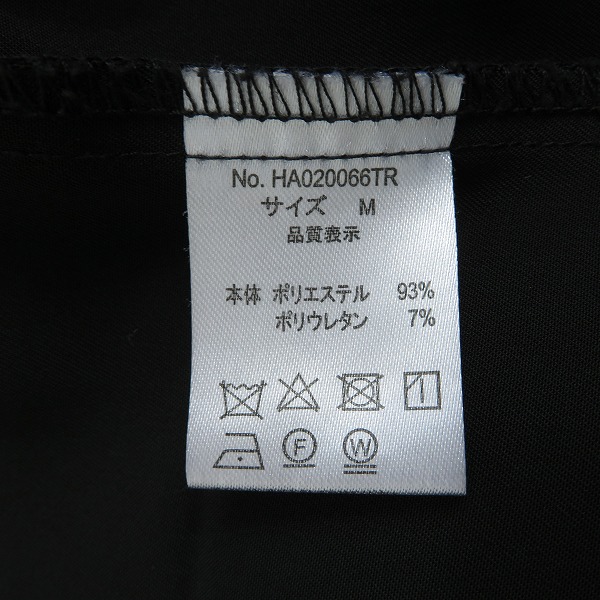 No. HA020066TR
サイズ M
品質表示
本体 ポリエステル 93%
ポリウレタン 7%
F W